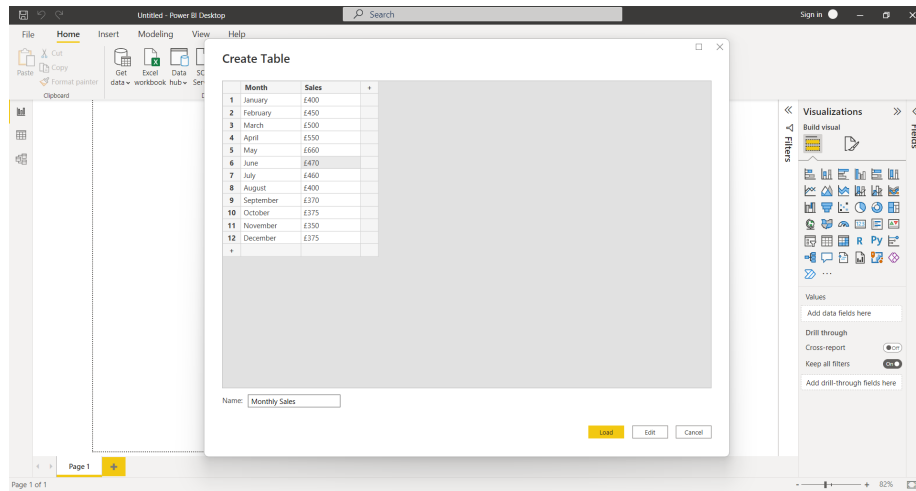 Untitled - Power BI Desktop
Search
Sign in
File Home Insert Modeling View Help
Paste
Cut
Copy
Format painter
Clipboard
Get data
Excel workbook
Data hub
Create Table
Month Sales +
1 January £400
2 February £450
3 March £500
4 April £550
5 May £660
6 June £470
7 July £460
8 August £400
9 September £370
10 October £375
11 November £350
12 December £375
+
Name: Monthly Sales
Load Edit Cancel
Filters
Visualizations
Build visual
R Py
...
Values
Add data fields here
Drill through
Cross-report Off
Keep all filters On
Add drill-through fields here
Fields
Page 1 +
Page 1 of 1
- + 82%